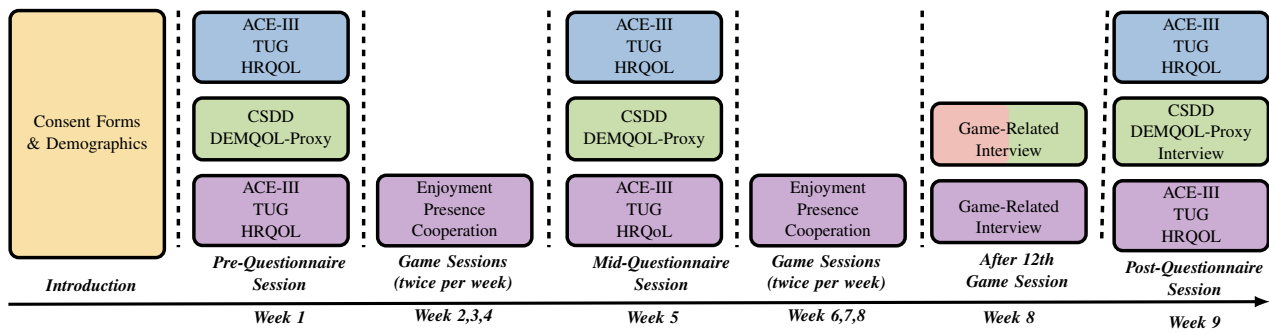 Consent Forms
& Demographics
Introduction
ACE-III
TUG
HRQOL
CSDD
DEMQOL-Proxy
ACE-III
TUG
HRQOL
Pre-Questionnaire
Session
Week 1
Enjoyment
Presence
Cooperation
Game Sessions
(twice per week)
Week 2,3,4
ACE-III
TUG
HRQOL
CSDD
DEMQOL-Proxy
ACE-III
TUG
HRQoL
Mid-Questionnaire
Session
Week 5
Enjoyment
Presence
Cooperation
Game Sessions
(twice per week)
Week 6,7,8
Game-Related
Interview
Game-Related
Interview
After 12th
Game Session
Week 8
ACE-III
TUG
HRQOL
CSDD
DEMQOL-Proxy
Interview
ACE-III
TUG
HRQOL
Post-Questionnaire
Session
Week 9